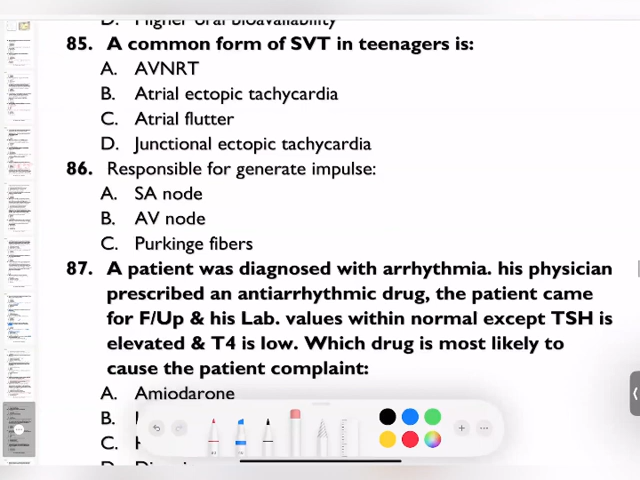 85. A common form of SVT in teenagers is:
A. AVNRT
B. Atrial ectopic tachycardia
C. Atrial flutter
D. Junctional ectopic tachycardia
86. Responsible for generate impulse:
A. SA node
B. AV node
C. Purkinge fibers
87. A patient was diagnosed with arrhythmia. his physician
prescribed an antiarrhythmic drug, the patient came
for F/Up & his Lab. values within normal except TSH is
elevated & T4 is low. Which drug is most likely to
cause the patient complaint:
A. Amiodarone
B.
C.